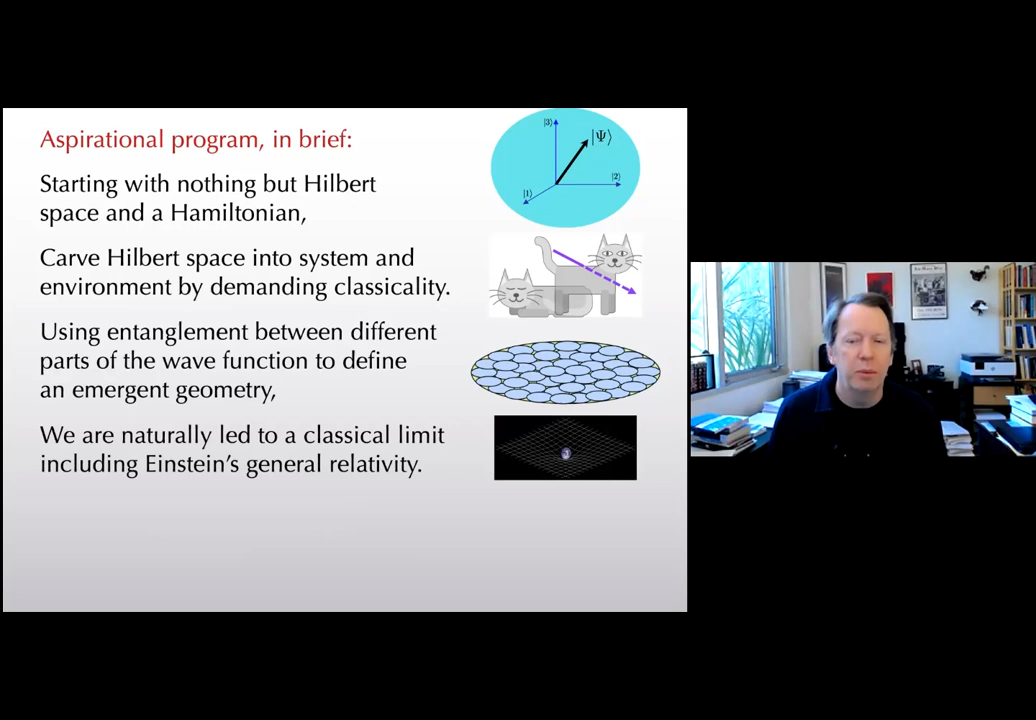 Aspirational program, in brief:
Starting with nothing but Hilbert
space and a Hamiltonian,
Carve Hilbert space into system and
environment by demanding classicality.
Using entanglement between different
parts of the wave function to define
an emergent geometry,
We are naturally led to a classical limit
including Einstein’s general relativity.
|3⟩
|Ψ⟩
|2⟩
|1⟩